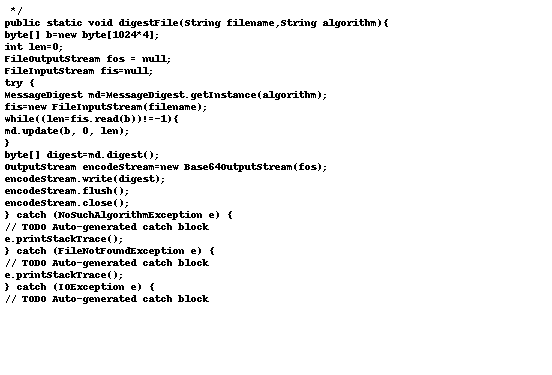 */
public static void digestFile(String filename,String algorithm){
byte[] b=new byte[1024*4];
int len=0;
FileOutputStream fos = null;
FileInputStream fis=null;
try {
MessageDigest md=MessageDigest.getInstance(algorithm);
fis=new FileInputStream(filename);
while((len=fis.read(b))!=-1){
md.update(b, 0, len);
}
byte[] digest=md.digest();
OutputStream encodeStream=new Base64OutputStream(fos);
encodeStream.write(digest);
encodeStream.flush();
encodeStream.close();
} catch (NoSuchAlgorithmException e) {
// TODO Auto-generated catch block
e.printStackTrace();
} catch (FileNotFoundException e) {
// TODO Auto-generated catch block
e.printStackTrace();
} catch (IOException e) {
// TODO Auto-generated catch block